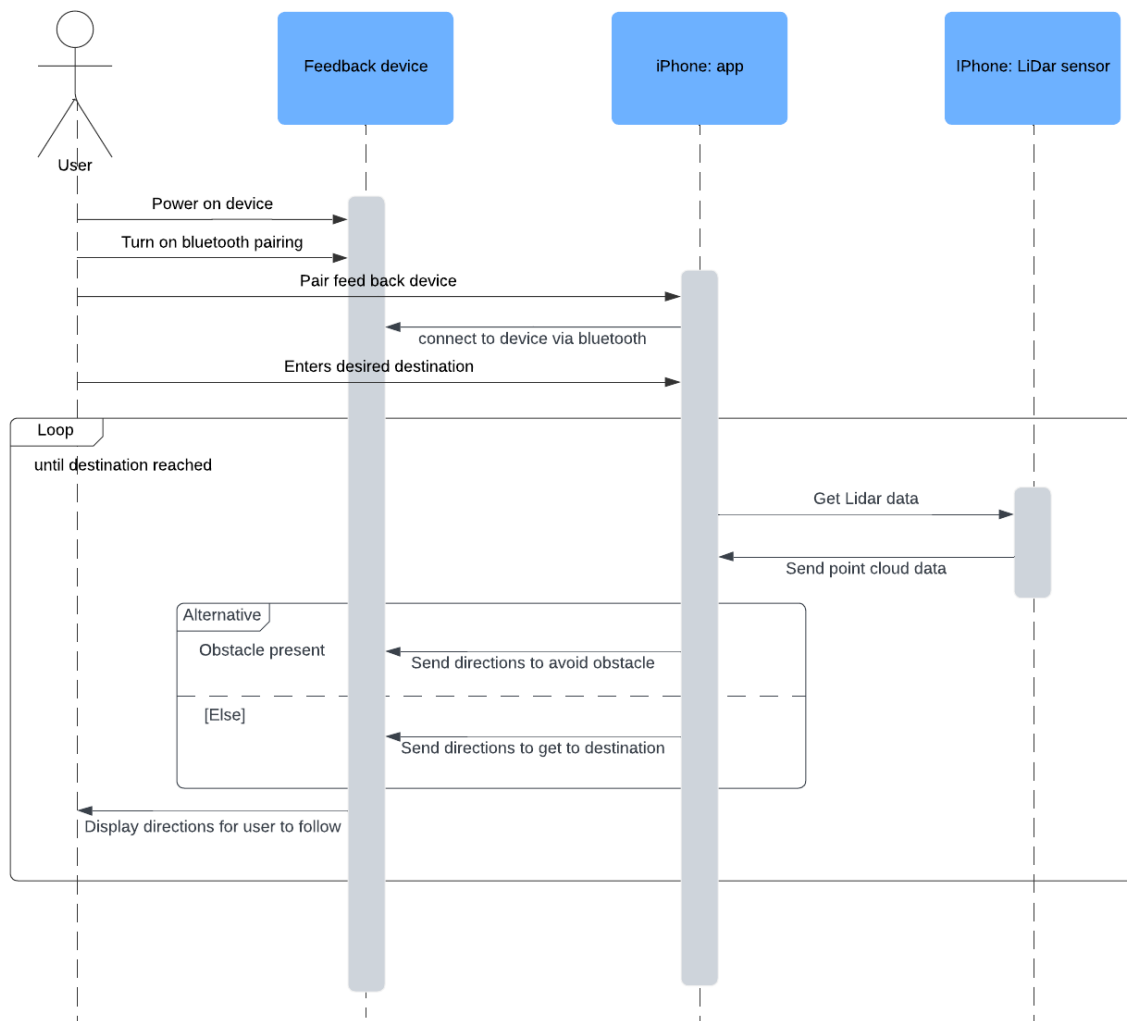 Feedback device
iPhone: app
IPhone: LiDar sensor
User
Power on device
Turn on bluetooth pairing
Pair feed back device
connect to device via bluetooth
Enters desired destination
Loop
until destination reached
Get Lidar data
Send point cloud data
Alternative
Obstacle present
Send directions to avoid obstacle
[Else]
Send directions to get to destination
Display directions for user to follow